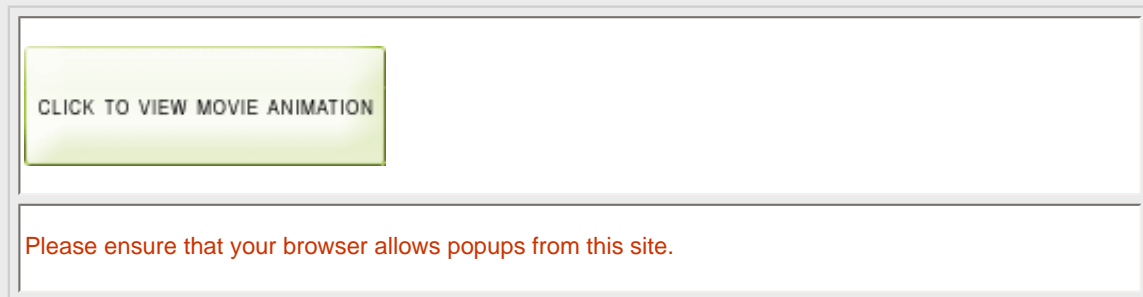 CLICK TO VIEW MOVIE ANIMATION
Please ensure that your browser allows popups from this site.